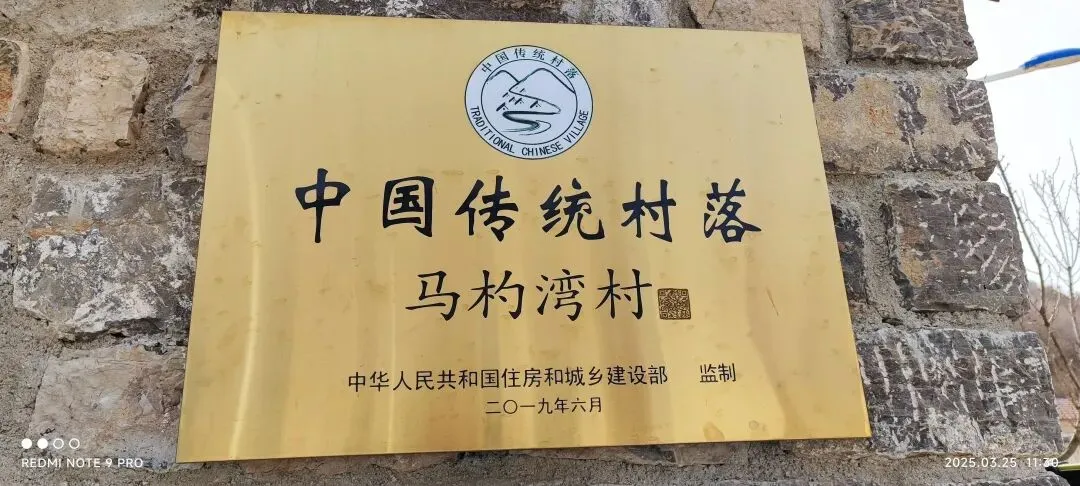 中国传统村落
TRADITIONAL CHINESE VILLAGE
中国传统村落
马杓湾村
中华人民共和国住房和城乡建设部 监制
二〇一九年六月
REDMI NOTE 9 PRO
2025.03.25 11:30